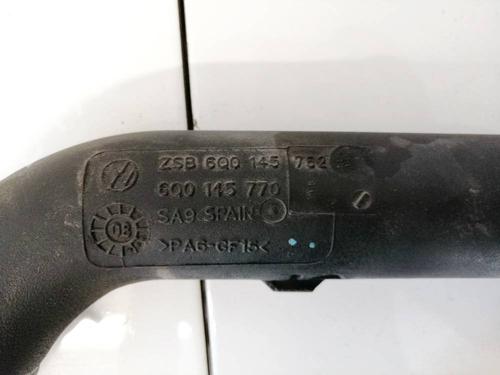 ZSB 6Q0 145 762
6Q0 145 770
SA9 SPAIN
03
>PA6-GF15<